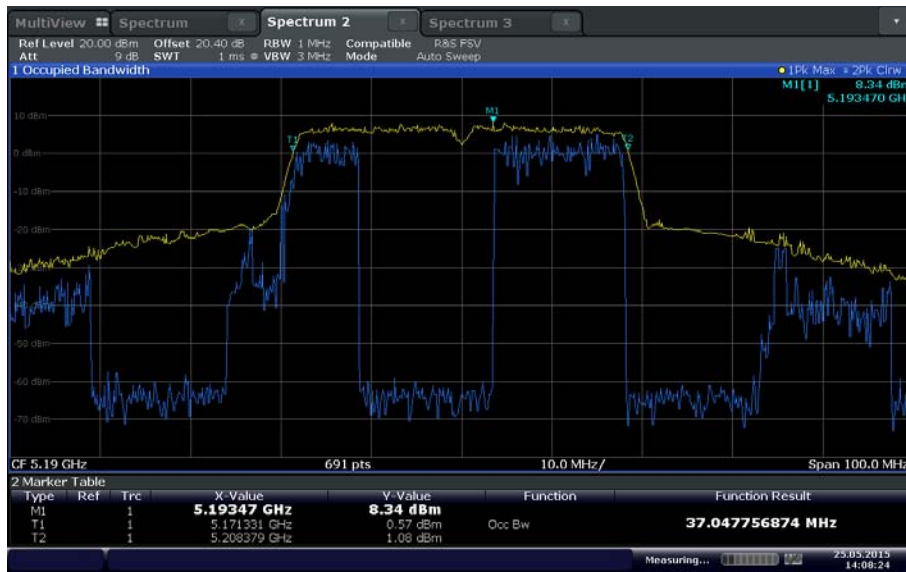 MultiView Spectrum x Spectrum 2 x Spectrum 3 x
Ref Level 20.00 dBm Offset 20.40 dB RBW 1 MHz Compatible R&S FSV
Att 9 dB SWT 1 ms VBW 3 MHz Mode Auto Sweep
1 Occupied Bandwidth 1Pk Max 2Pk Clrw
M1[1] 8.34 dBm
5.193470 GH
10 dBm
M1
T1 T2
0 dBm
-10 dBm
-20 dBm
-50 dBm
-60 dBm
-70 dBm
CF 5.19 GHz 691 pts 10.0 MHz/ Span 100.0 MHz
2 Marker Table
Type Ref Trc X-Value Y-Value Function Function Result
M1 1 5.19347 GHz 8.34 dBm
T1 1 5.171331 GHz 0.57 dBm Occ Bw 37.047756874 MHz
T2 1 5.208379 GHz 1.08 dBm
Measuring... 25.05.2015
14:08:24